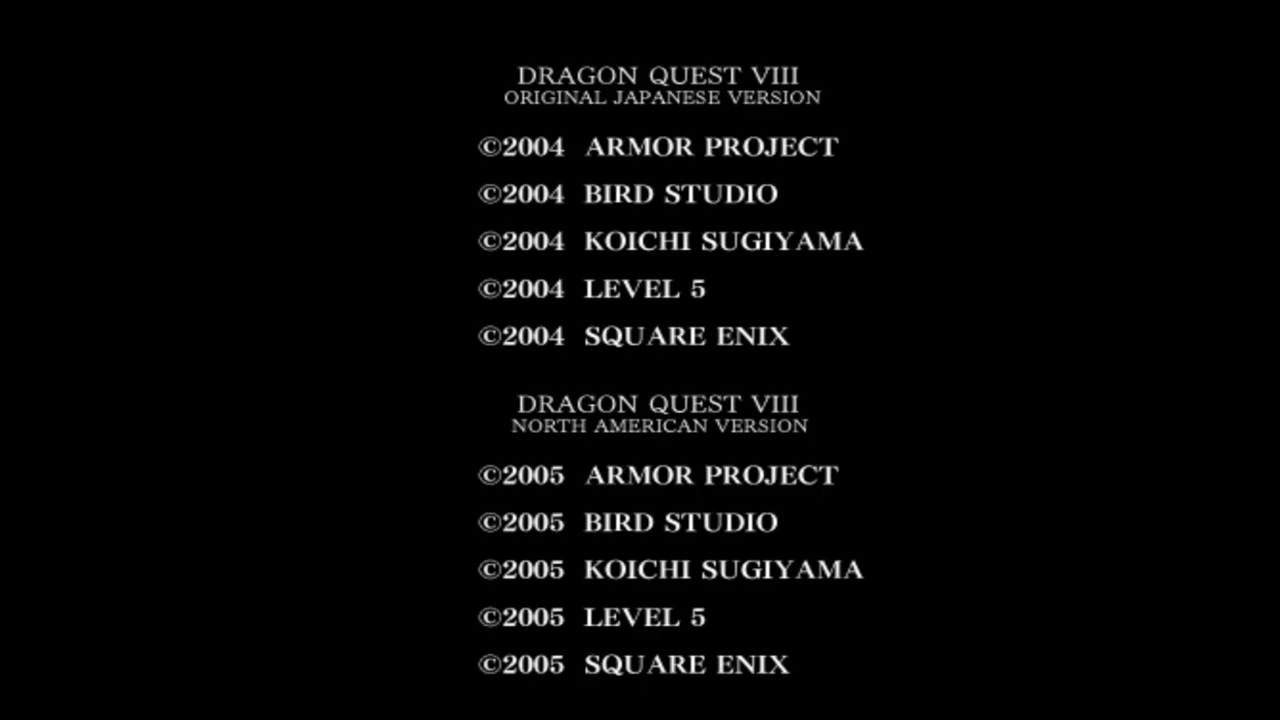 DRAGON QUEST VIII
ORIGINAL JAPANESE VERSION
©2004 ARMOR PROJECT
©2004 BIRD STUDIO
©2004 KOICHI SUGIYAMA
©2004 LEVEL 5
©2004 SQUARE ENIX
DRAGON QUEST VIII
NORTH AMERICAN VERSION
©2005 ARMOR PROJECT
©2005 BIRD STUDIO
©2005 KOICHI SUGIYAMA
©2005 LEVEL 5
©2005 SQUARE ENIX